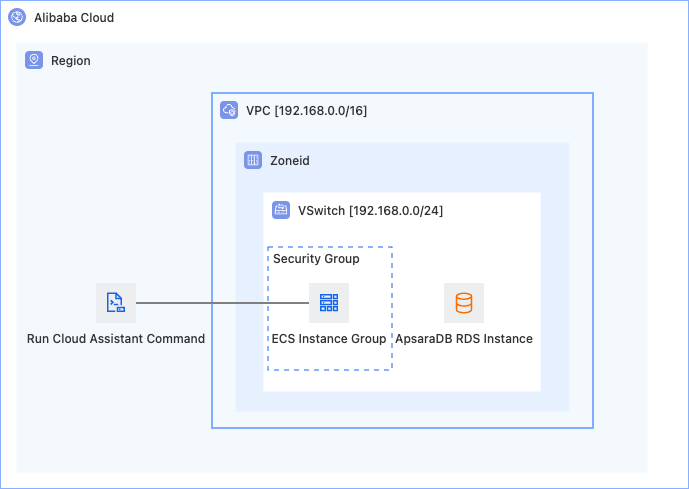 Alibaba Cloud
Region
VPC [192.168.0.0/16]
Zoneid
VSwitch [192.168.0.0/24]
Security Group
Run Cloud Assistant Command
ECS Instance Group
ApsaraDB RDS Instance